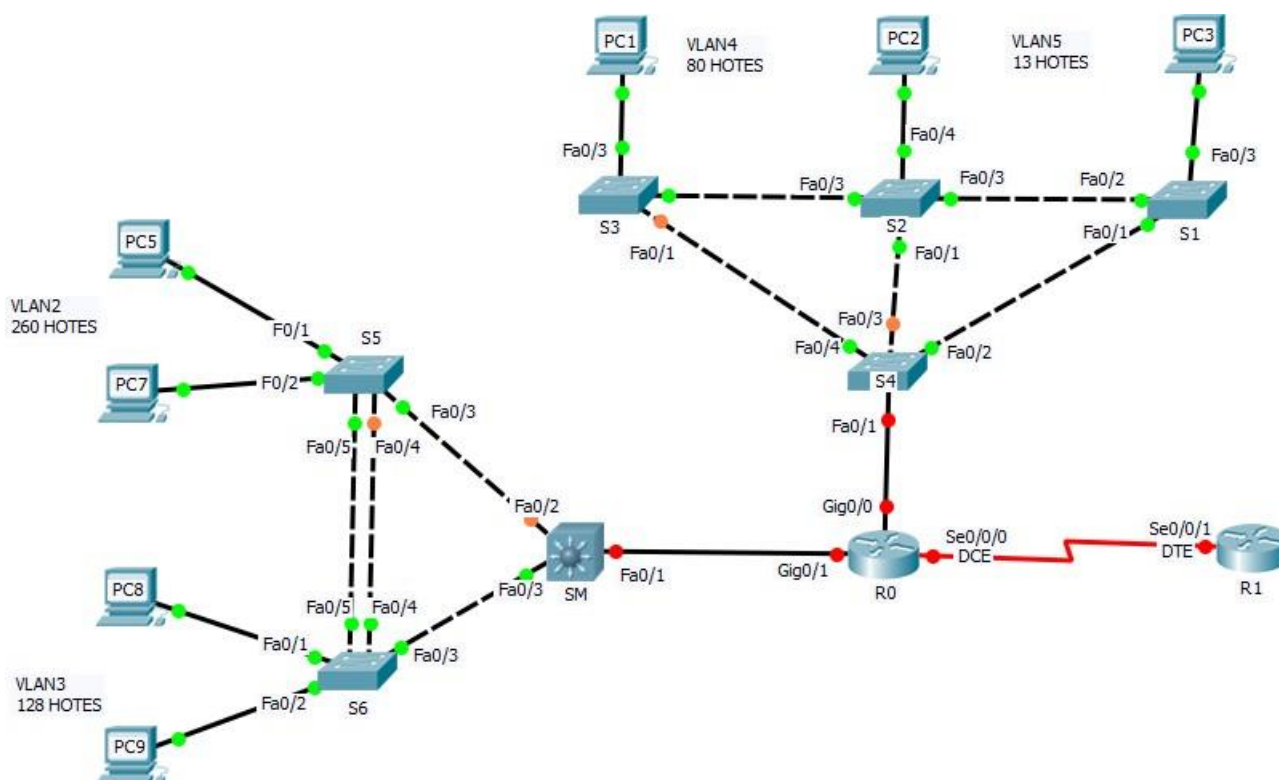 PC1
VLAN4
80 HOTES
PC2
VLAN5
13 HOTES
PC3
Fa0/3
Fa0/4
Fa0/3
S3
Fa0/3
S2
Fa0/3
Fa0/2
S1
Fa0/1
Fa0/1
Fa0/1
Fa0/3
Fa0/4
Fa0/2
S4
Fa0/1
PC5
VLAN2
260 HOTES
F0/1
S5
PC7
F0/2
Fa0/3
Fa0/5
Fa0/4
Fa0/2
Fa0/3
SM
Fa0/1
Gig0/0
Gig0/1
R0
Se0/0/0
DCE
Se0/0/1
DTE
R1
PC8
Fa0/5
Fa0/4
Fa0/1
Fa0/3
VLAN3
128 HOTES
Fa0/2
S6
PC9